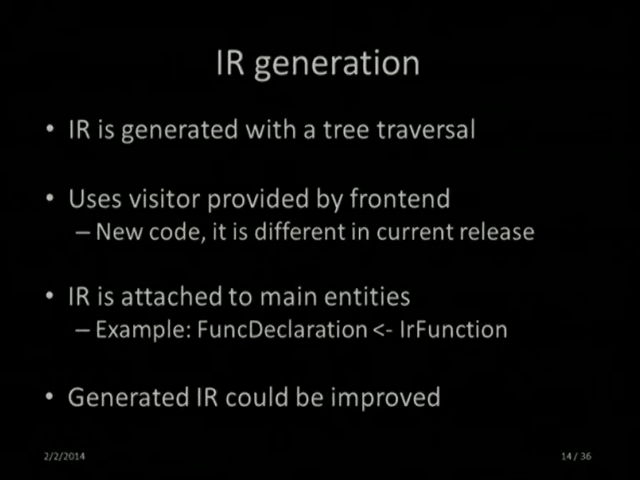 IR generation
• IR is generated with a tree traversal
• Uses visitor provided by frontend
– New code, it is different in current release
• IR is attached to main entities
– Example: FuncDeclaration <- IrFunction
• Generated IR could be improved
2/2/2014
14 / 36